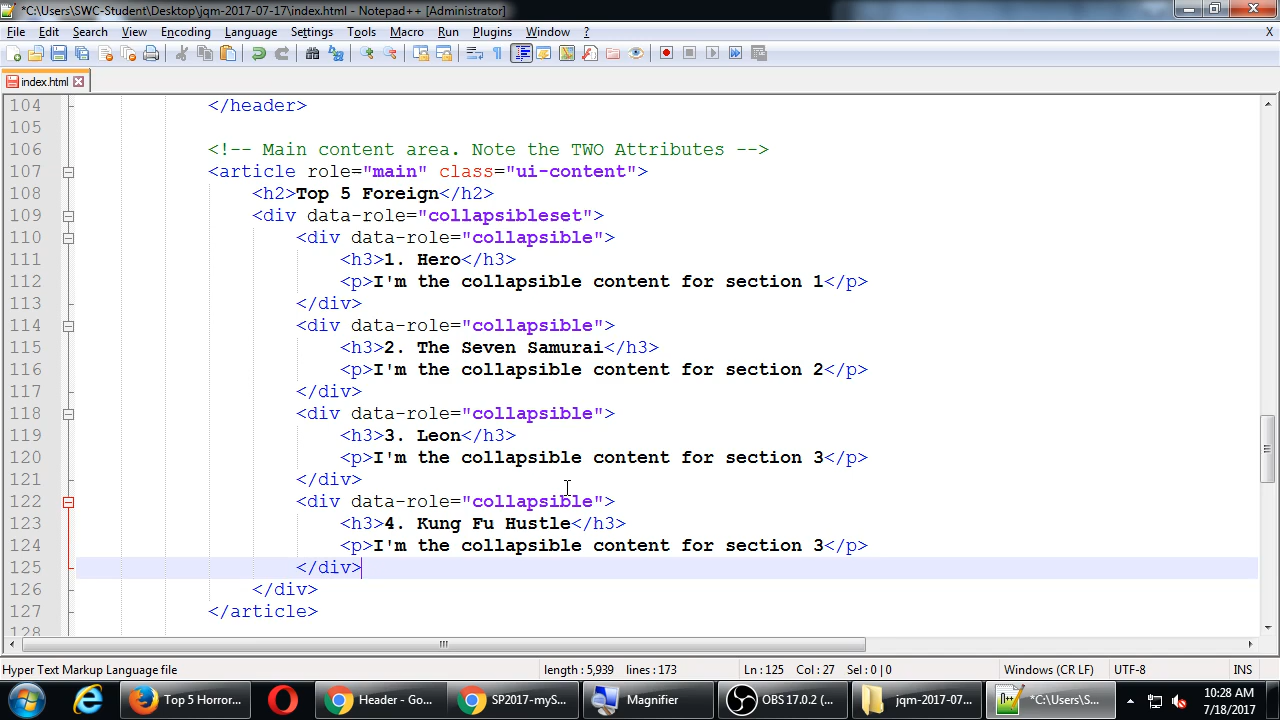 *C:\Users\SWC-Student\Desktop\jqm-2017-07-17\index.html - Notepad++ [Administrator]
File Edit Search View Encoding Language Settings Tools Macro Run Plugins Window ? X
index.html
104 </header>
105
106 <!-- Main content area. Note the TWO Attributes -->
107 <article role="main" class="ui-content">
108 <h2>Top 5 Foreign</h2>
109 <div data-role="collapsibleset">
110 <div data-role="collapsible">
111 <h3>1. Hero</h3>
112 <p>I'm the collapsible content for section 1</p>
113 </div>
114 <div data-role="collapsible">
115 <h3>2. The Seven Samurai</h3>
116 <p>I'm the collapsible content for section 2</p>
117 </div>
118 <div data-role="collapsible">
119 <h3>3. Leon</h3>
120 <p>I'm the collapsible content for section 3</p>
121 </div>
122 <div data-role="collapsible">
123 <h3>4. Kung Fu Hustle</h3>
124 <p>I'm the collapsible content for section 3</p>
125 </div>
126 </div>
127 </article>
128
Hyper Text Markup Language file length : 5,939 lines : 173 Ln : 125 Col : 27 Sel : 0 | 0 Windows (CR LF) UTF-8 INS
Top 5 Horror... Header - Go... SP2017-myS... Magnifier OBS 17.0.2 (... jqm-2017-07... *C:\Users\S... 10:28 AM
7/18/2017